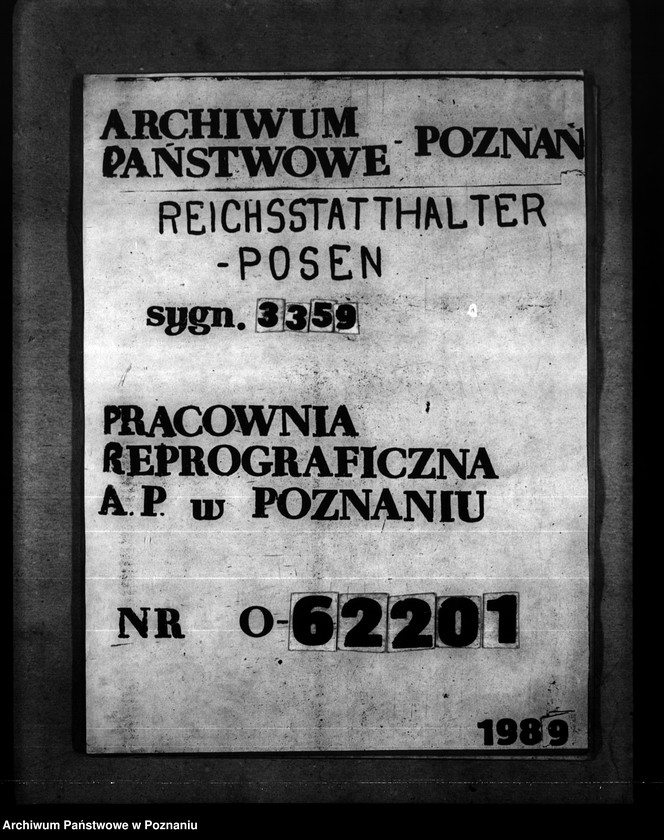 ARCHIWUM
PAŃSTWOWE - POZNAŃ
REICHSSTATTHALTER
-POSEN
sygn. 3359
PRACOWNIA
REPROGRAFICZNA
A.P. w POZNANIU
NR O-62201
1989
Archiwum Państwowe w Poznaniu